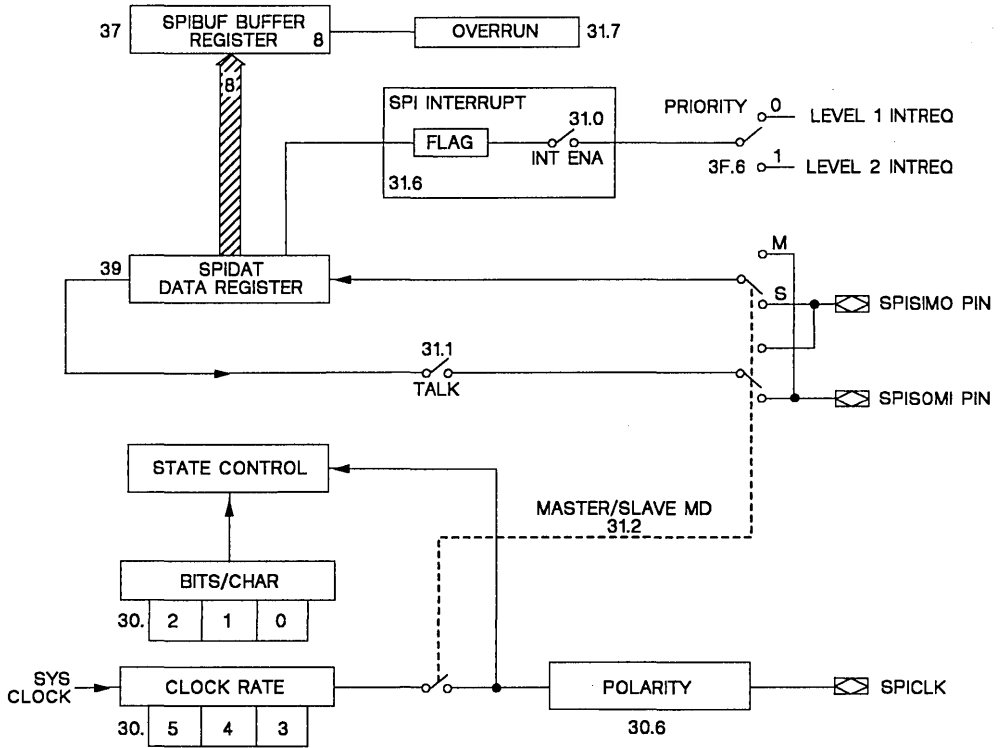 37
SPIBUF BUFFER
REGISTER 8
OVERRUN
31.7
8
SPI INTERRUPT
FLAG
31.0
INT ENA
31.6
PRIORITY
0
LEVEL 1 INTREQ
3F.6
1
LEVEL 2 INTREQ
39
SPIDAT
DATA REGISTER
M
S
SPISIMO PIN
31.1
TALK
SPISOMI PIN
STATE CONTROL
MASTER/SLAVE MD
31.2
BITS/CHAR
30. 2 1 0
SYS
CLOCK
CLOCK RATE
30. 5 4 3
POLARITY
30.6
SPICLK